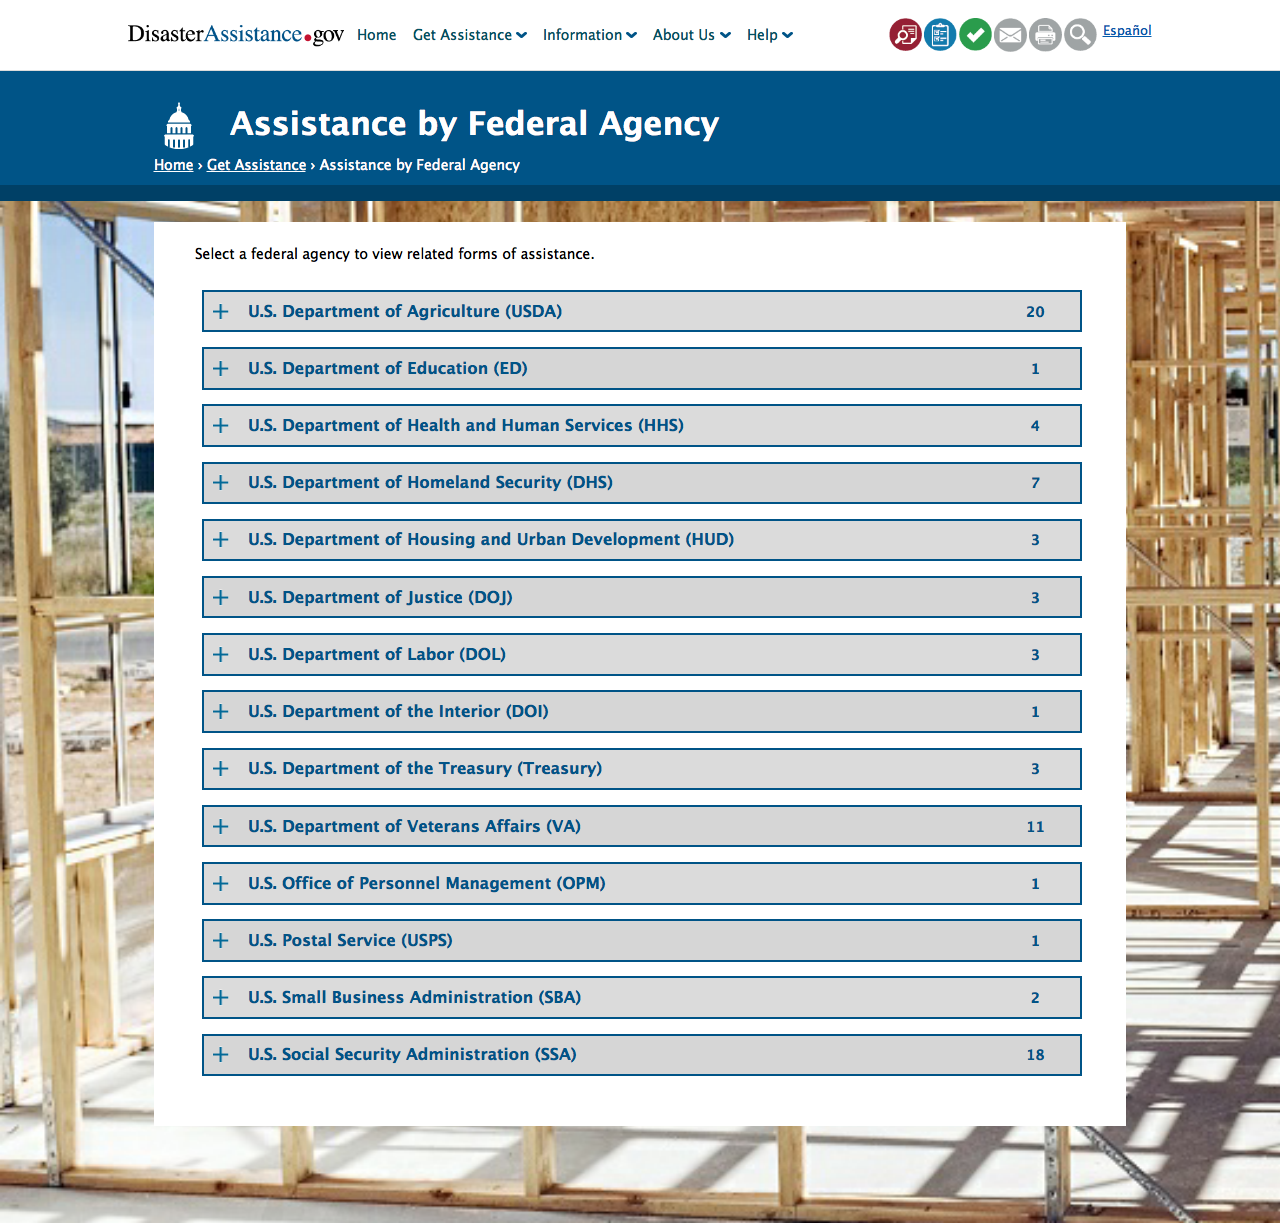 DisasterAssistance.gov Home Get Assistance Information About Us Help Español
Assistance by Federal Agency
Home › Get Assistance › Assistance by Federal Agency
Select a federal agency to view related forms of assistance.
U.S. Department of Agriculture (USDA) 20
U.S. Department of Education (ED) 1
U.S. Department of Health and Human Services (HHS) 4
U.S. Department of Homeland Security (DHS) 7
U.S. Department of Housing and Urban Development (HUD) 3
U.S. Department of Justice (DOJ) 3
U.S. Department of Labor (DOL) 3
U.S. Department of the Interior (DOI) 1
U.S. Department of the Treasury (Treasury) 3
U.S. Department of Veterans Affairs (VA) 11
U.S. Office of Personnel Management (OPM) 1
U.S. Postal Service (USPS) 1
U.S. Small Business Administration (SBA) 2
U.S. Social Security Administration (SSA) 18